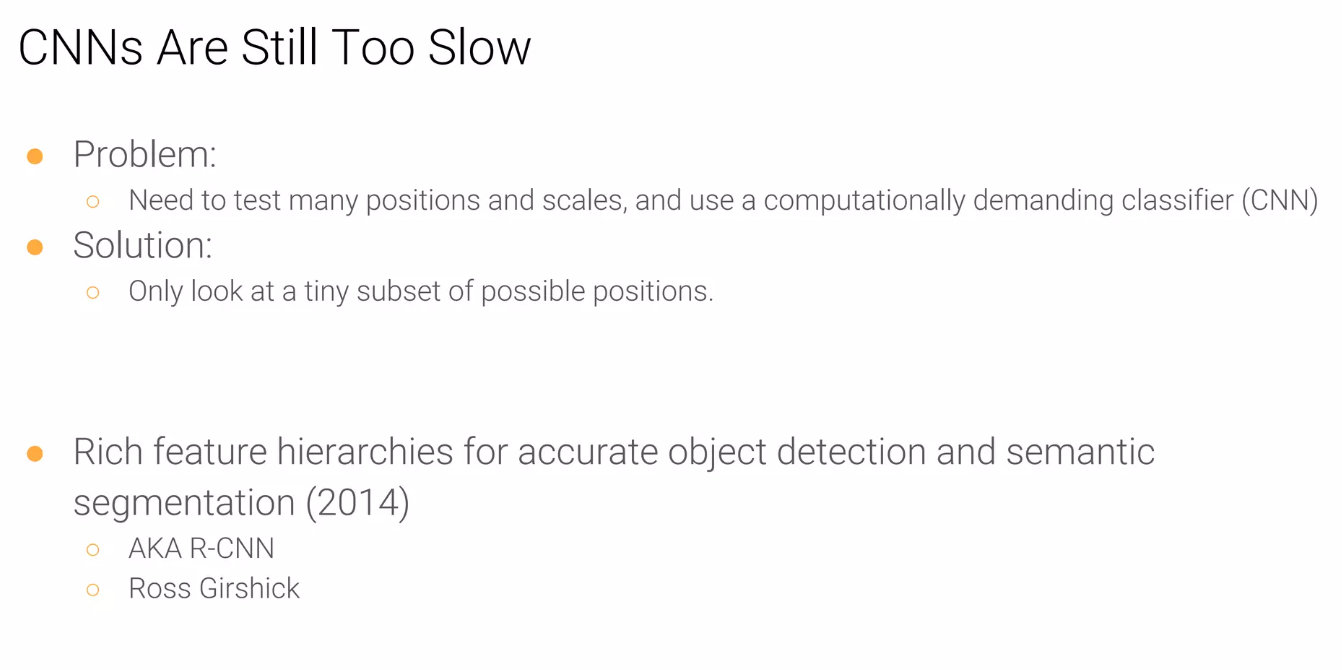 CNNs Are Still Too Slow
● Problem:
○ Need to test many positions and scales, and use a computationally demanding classifier (CNN)
● Solution:
○ Only look at a tiny subset of possible positions.
● Rich feature hierarchies for accurate object detection and semantic
segmentation (2014)
○ AKA R-CNN
○ Ross Girshick